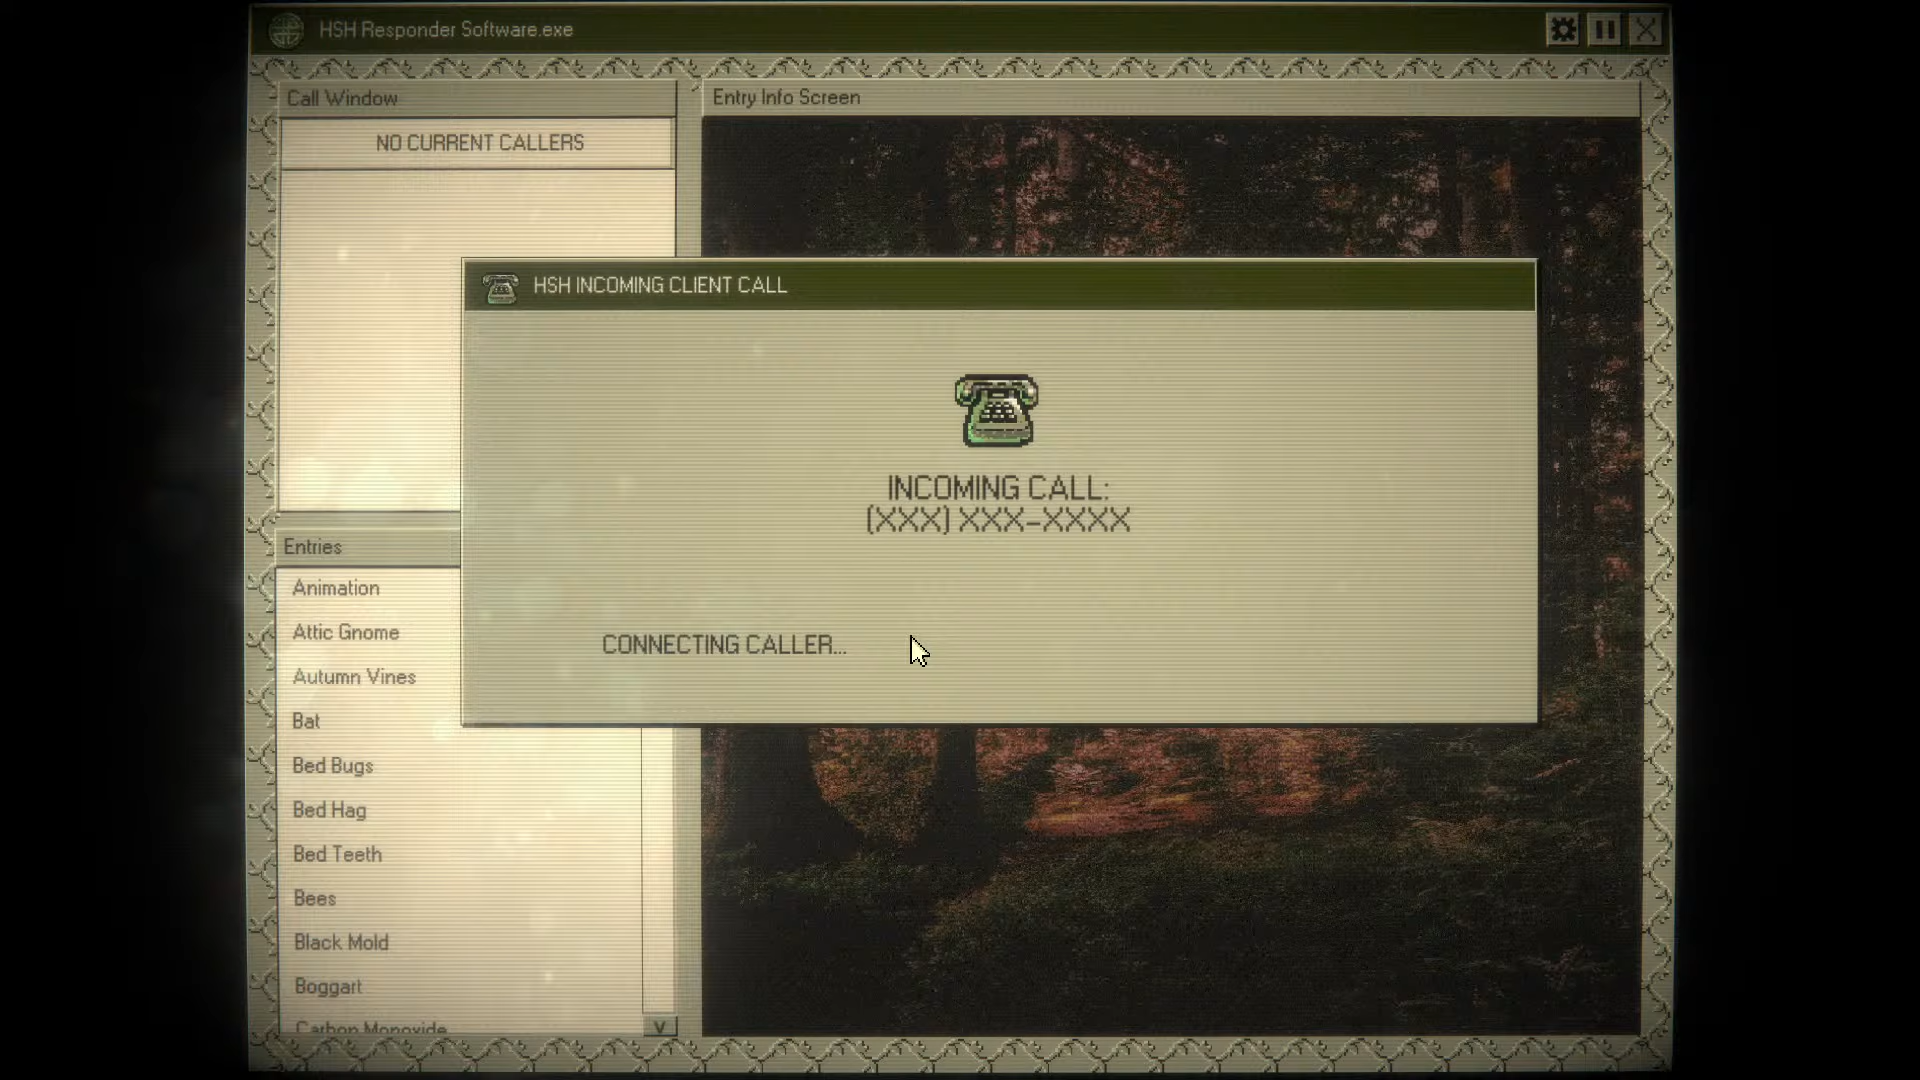 HSH Responder Software.exe
Call Window
NO CURRENT CALLERS
Entry Info Screen
HSH INCOMING CLIENT CALL
INCOMING CALL:
(XXX) XXX-XXXX
CONNECTING CALLER...
Entries
Animation
Attic Gnome
Autumn Vines
Bat
Bed Bugs
Bed Hag
Bed Teeth
Bees
Black Mold
Boggart
Carbon Monoxide
V